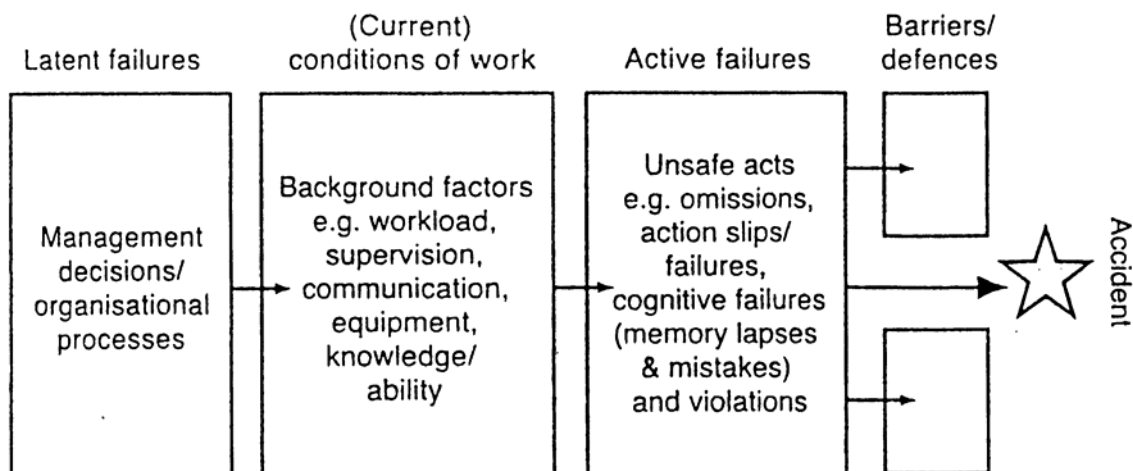 Latent failures
(Current)
conditions of work
Active failures
Barriers/
defences
Management
decisions/
organisational
processes
Background factors
e.g. workload,
supervision,
communication,
equipment,
knowledge/
ability
Unsafe acts
e.g. omissions,
action slips/
failures,
cognitive failures
(memory lapses
& mistakes)
and violations
Accident